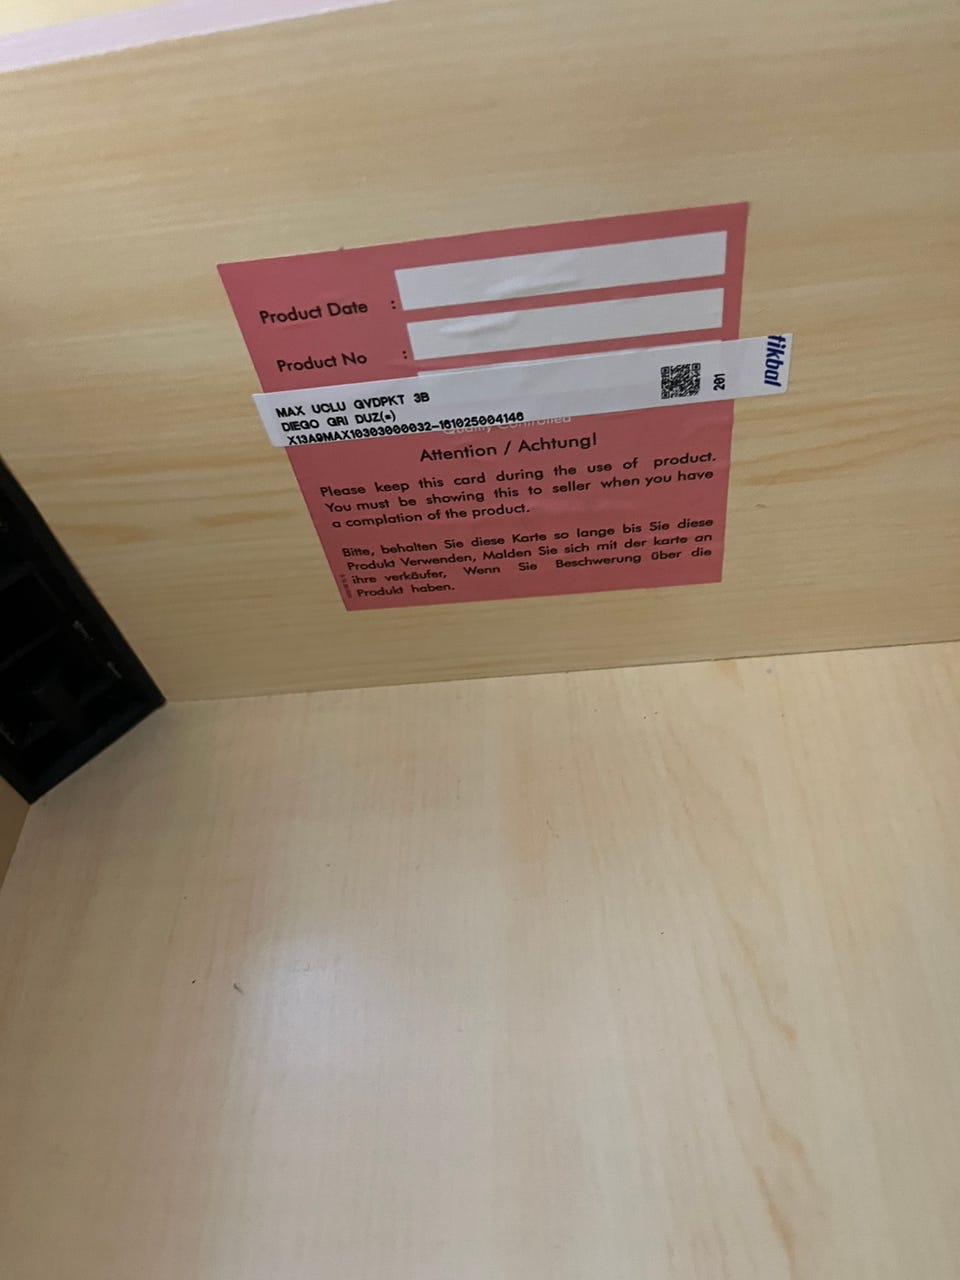 Product Date :
Product No :
MAX UCLU GVDPKT 3B
DIEGO GRI DUZ(*)
X13A9MAX10303000032-161025004146
201
tikbal
Quality Controlled
Attention / Achtung!
Please keep this card during the use of product.
You must be showing this to seller when you have
a complation of the product.
Bitte, behalten Sie diese Karte so lange bis Sie diese
Produkt Verwenden, Malden Sie sich mit der karte an
ihre verkäufer, Wenn Sie Beschwerung über die
Produkt haben.